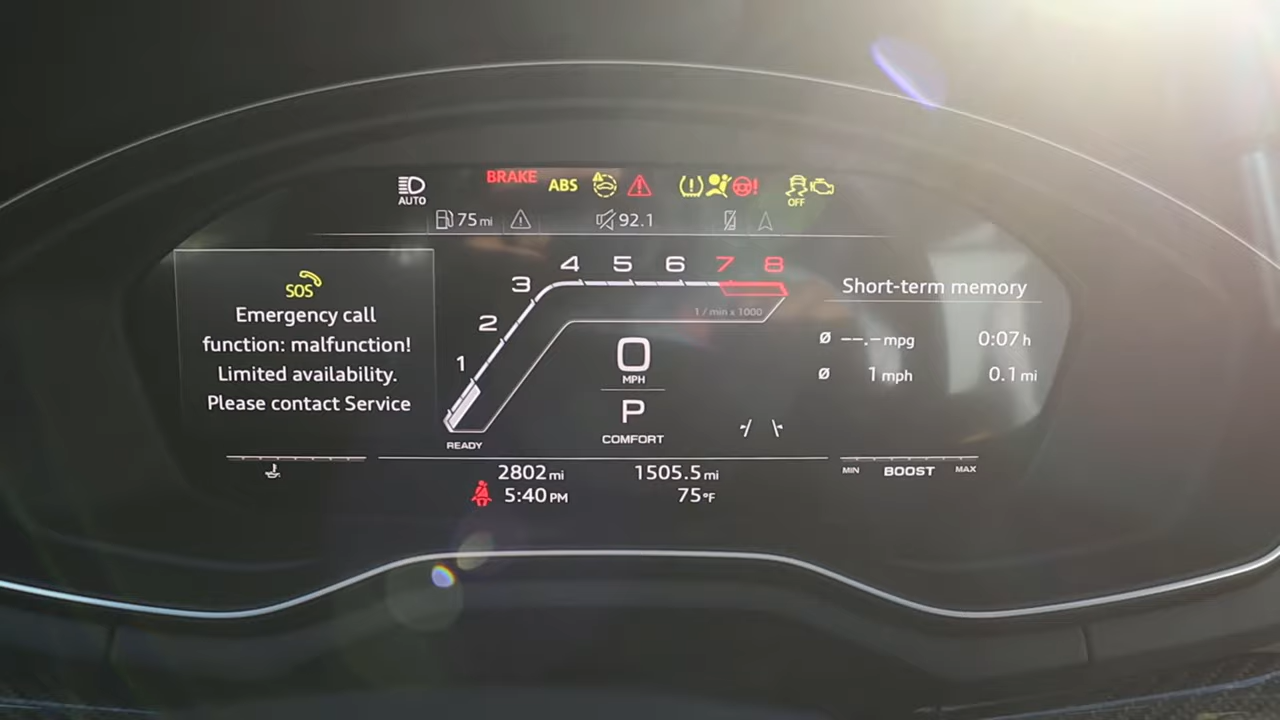 BRAKE
ABS
AUTO
OFF
75 mi
92.1
SOS
Emergency call
function: malfunction!
Limited availability.
Please contact Service
1
2
3
4
5
6
7
8
1 / min x 1000
0
MPH
P
COMFORT
READY
Short-term memory
Ø --.- mpg 0:07 h
Ø 1 mph 0.1 mi
2802 mi 1505.5 mi
5:40 PM 75 °F
MIN BOOST MAX